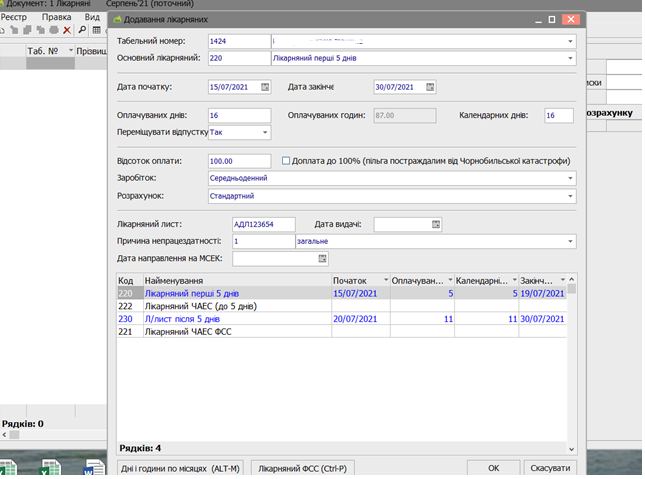 Документ: 1 Лікарняні Серпень'21 (поточний)
Реєстр Правка Вид
Додавання лікарняних
Таб. № Прізвищ
Табельний номер: 1424
Основний лікарняний: 220 Лікарняний перші 5 днів
Дата початку: 15/07/2021 Дата закінче 30/07/2021
иски
Оплачуваних днів: 16 Оплачуваних годин: 87.00 Календарних днів: 16
озрахунку
Переміщувати відпустку Так
Відсоток оплати: 100.00 Доплата до 100% (пільга постраждалим від Чорнобильської катастрофи)
Заробіток: Середньоденний
Розрахунок: Стандартний
Лікарняний лист: АДЛ123654 Дата видачі:
Причина непрацездатності: 1 загальне
Дата направлення на МСЕК:
Код Найменування Початок Оплачуван... Календарні... Закінч...
220 Лікарняний перші 5 днів 15/07/2021 5 5 19/07/2021
222 Лікарняний ЧАЕС (до 5 днів)
230 Л/лист після 5 днів 20/07/2021 11 11 30/07/2021
221 Лікарняний ЧАЕС ФСС
Рядків: 0
Рядків: 4
Дні і години по місяцях (ALT-M) Лікарняний ФСС (Ctrl-P) ОК Скасувати